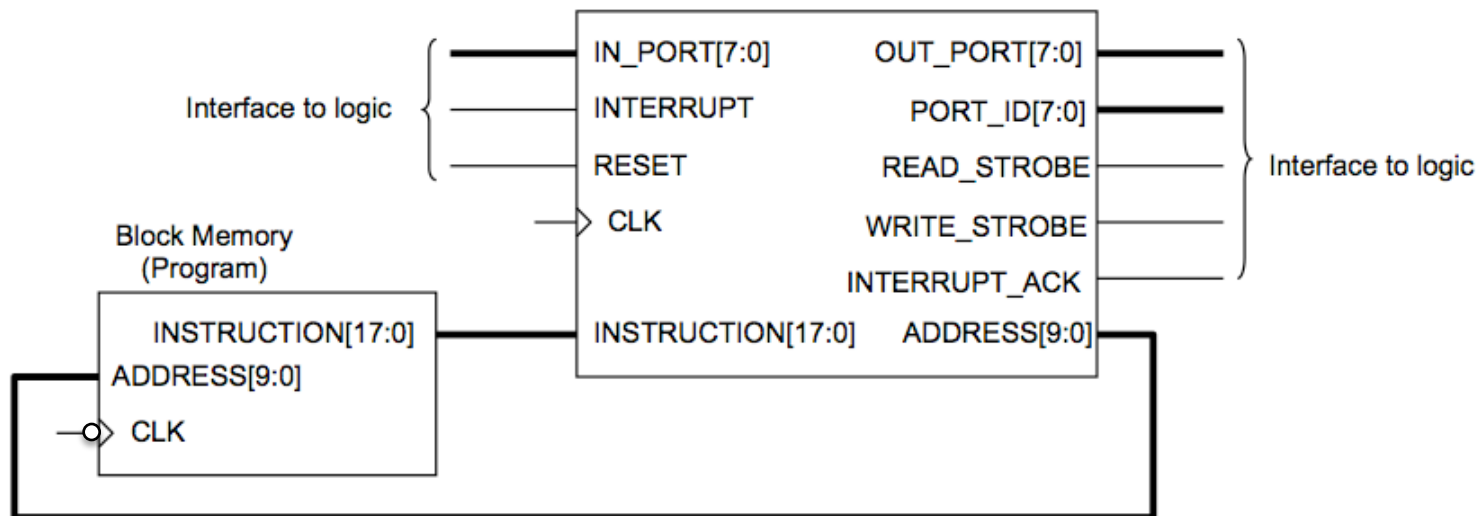 IN_PORT[7:0]
OUT_PORT[7:0]
Interface to logic
INTERRUPT
PORT_ID[7:0]
RESET
READ_STROBE
Interface to logic
CLK
WRITE_STROBE
Block Memory
(Program)
INTERRUPT_ACK
INSTRUCTION[17:0]
INSTRUCTION[17:0]
ADDRESS[9:0]
ADDRESS[9:0]
CLK